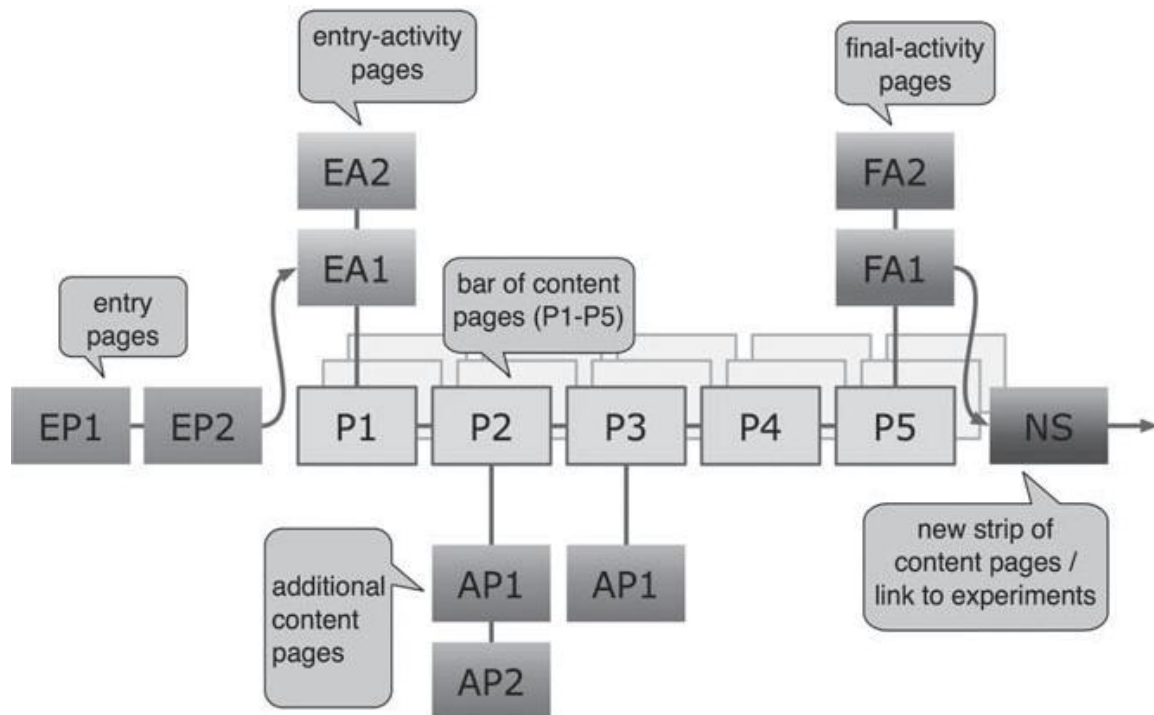 entry-activity
pages
final-activity
pages
EA2
FA2
EA1
FA1
bar of content
pages (P1-P5)
entry
pages
EP1
EP2
P1
P2
P3
P4
P5
NS
new strip of
content pages /
link to experiments
additional
content
pages
AP1
AP1
AP2